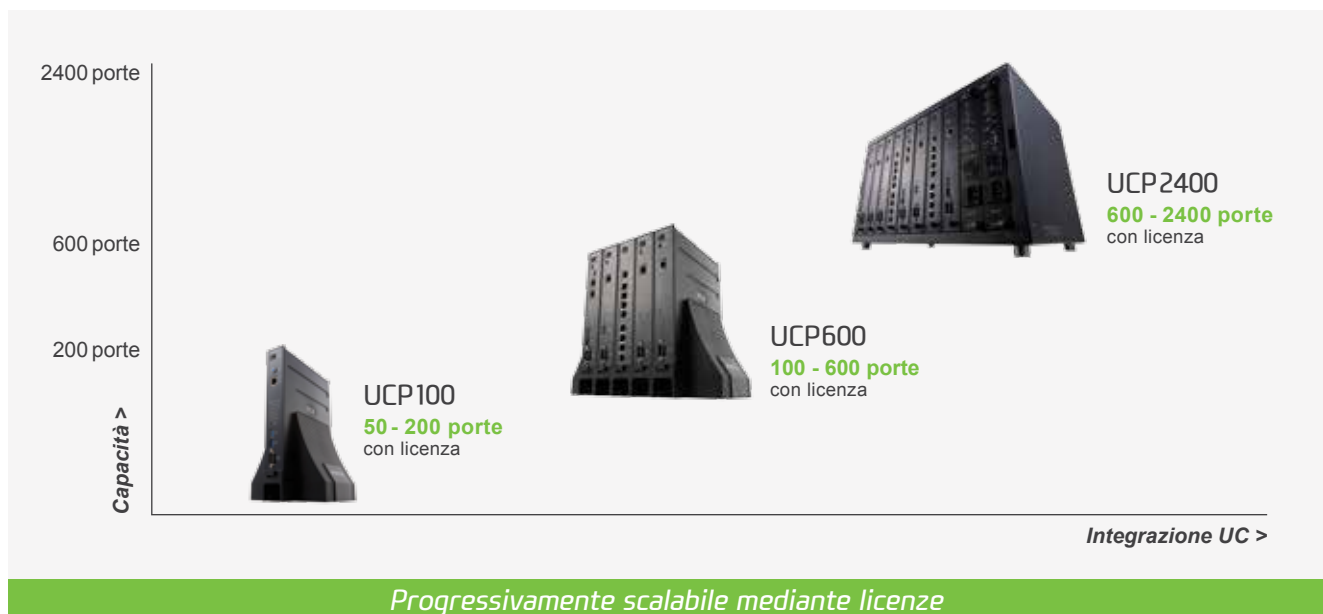 2400 porte
UCP2400
600 - 2400 porte
con licenza
600 porte
UCP600
100 - 600 porte
con licenza
200 porte
UCP100
50 - 200 porte
con licenza
Capacità >
Integrazione UC >
Progressivamente scalabile mediante licenze